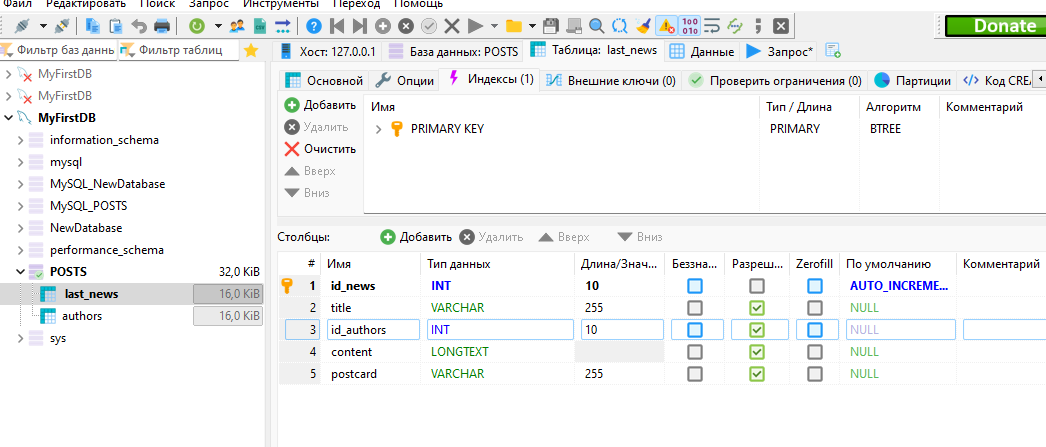 Файл Редактировать Поиск Запрос Инструменты Переход Помощь
Donate
Фильтр баз данны Фильтр таблиц
Хост: 127.0.0.1 База данных: POSTS Таблица: last_news Данные Запрос*
MyFirstDB
MyFirstDB
MyFirstDB
information_schema
mysql
MySQL_NewDatabase
MySQL_POSTS
NewDatabase
performance_schema
POSTS 32,0 KiB
last_news 16,0 KiB
authors 16,0 KiB
sys
Основной Опции Индексы (1) Внешние ключи (0) Проверить ограничения (0) Партиции Код CREA
Добавить
Удалить
Очистить
Вверх
Вниз
Имя Тип / Длина Алгоритм Комментарий
PRIMARY KEY PRIMARY BTREE
Столбцы: Добавить Удалить Вверх Вниз
# Имя Тип данных Длина/Знач... Беззна... Разреш... Zerofill По умолчанию Комментарий
1 id_news INT 10 AUTO_INCREME...
2 title VARCHAR 255 NULL
3 id_authors INT 10 NULL
4 content LONGTEXT NULL
5 postcard VARCHAR 255 NULL